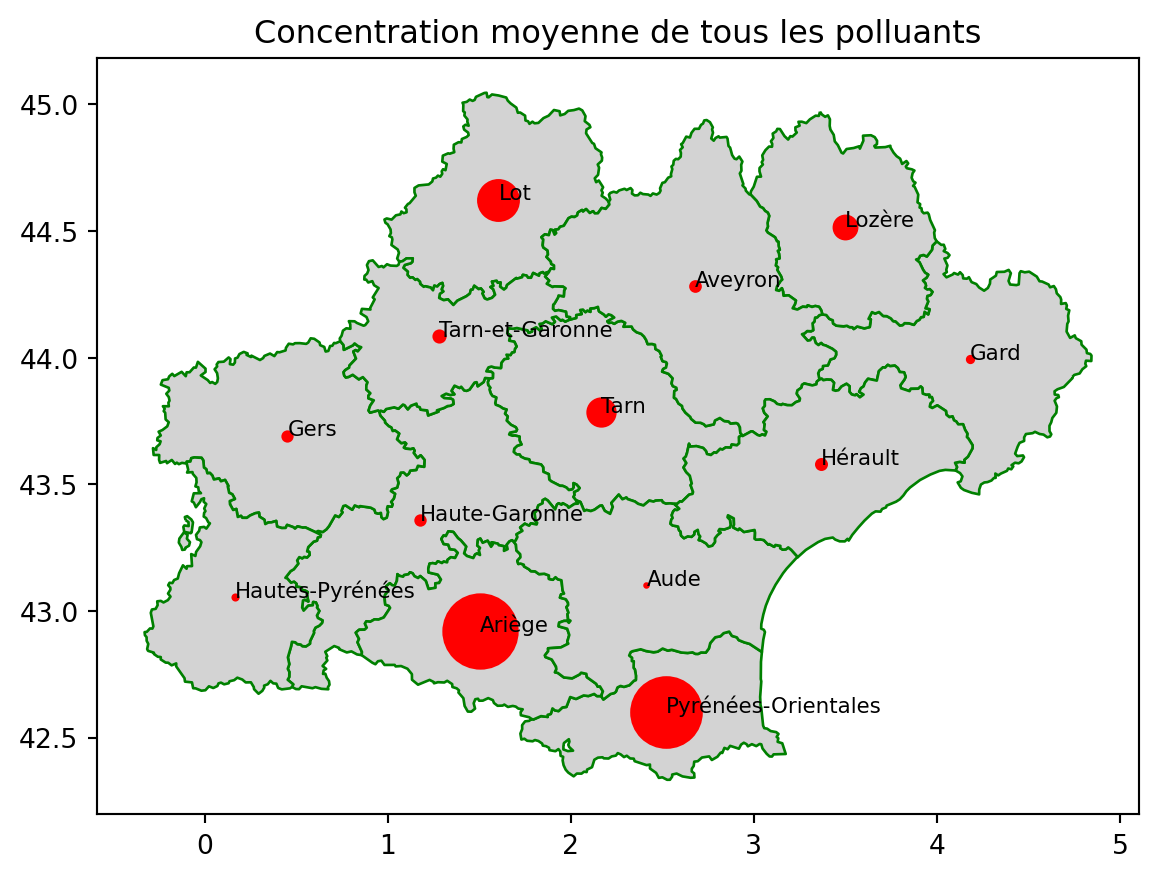 Concentration moyenne de tous les polluants
45.0
44.5
44.0
43.5
43.0
42.5
Lot
Lozère
Aveyron
Tarn-et-Garonne
Gard
Tarn
Gers
Hérault
Haute-Garonne
Aude
Hautes-Pyrénées
Ariège
Pyrénées-Orientales
0 1 2 3 4 5